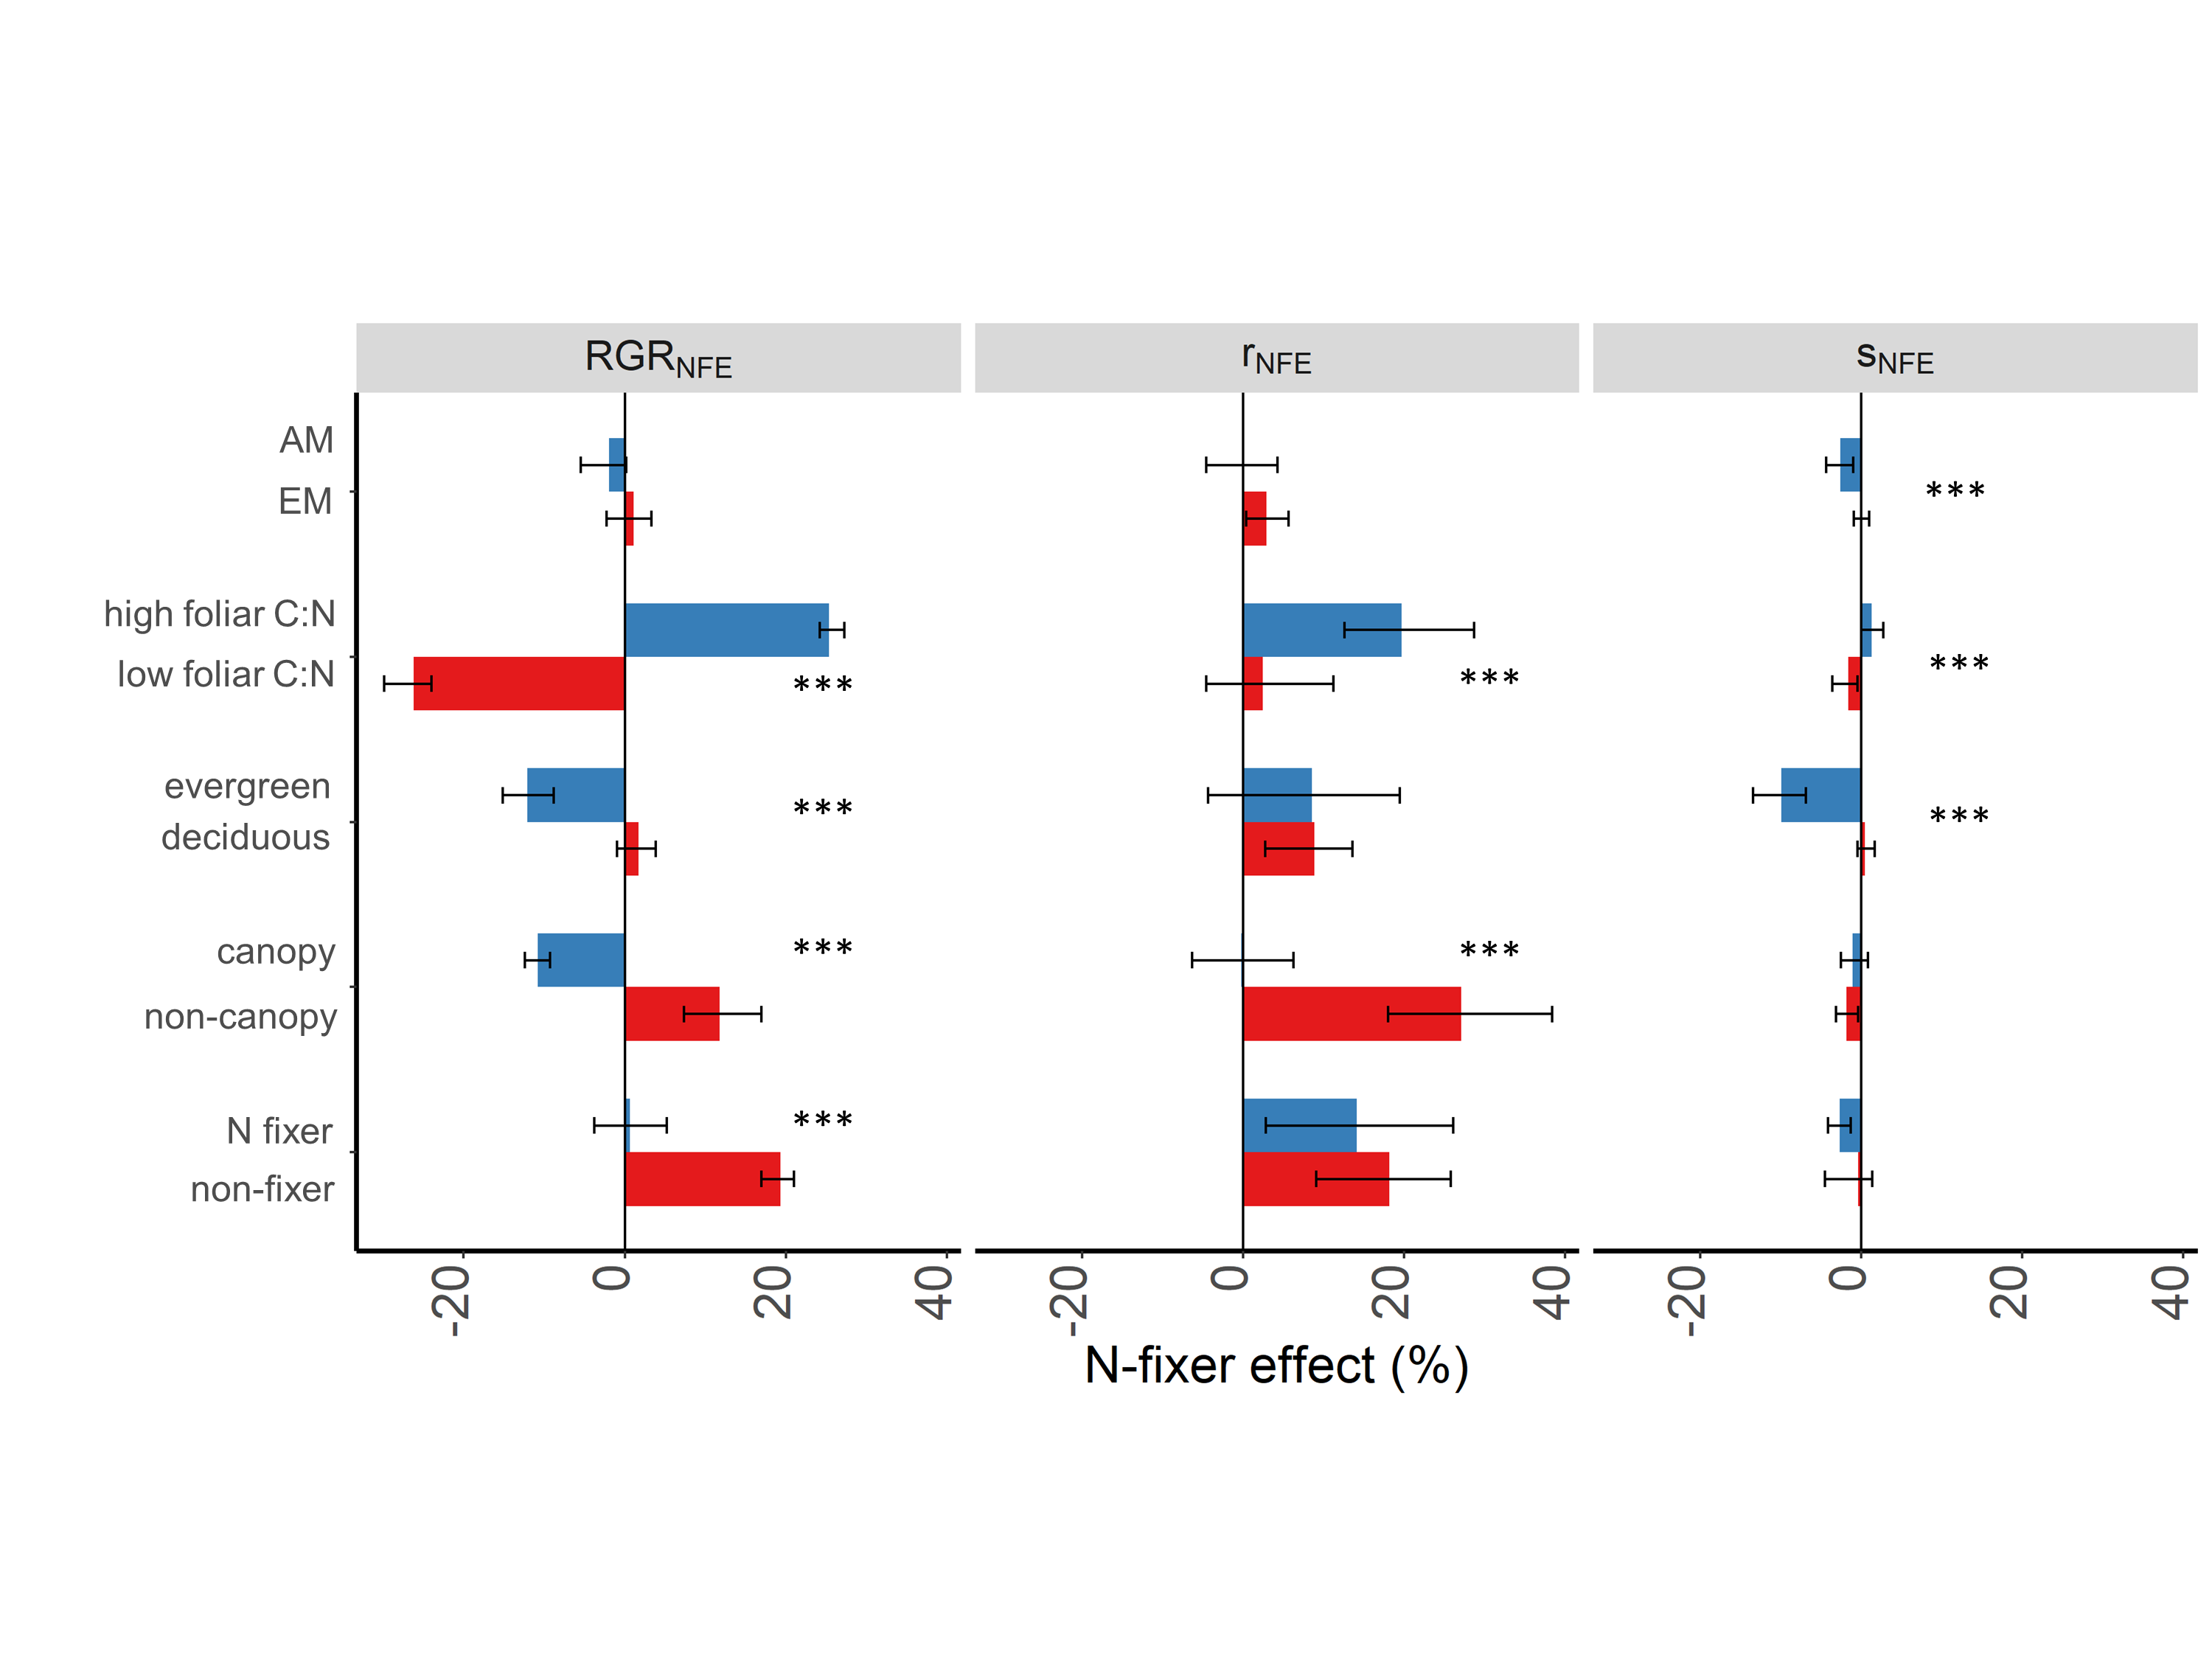 RGRNFE rNFE sNFE
AM
EM
***
high foliar C:N
low foliar C:N
*** *** ***
evergreen
*** ***
deciduous
canopy
*** ***
non-canopy
N fixer
***
non-fixer
-20 0 20 40 -20 0 20 40 -20 0 20 40
N-fixer effect (%)